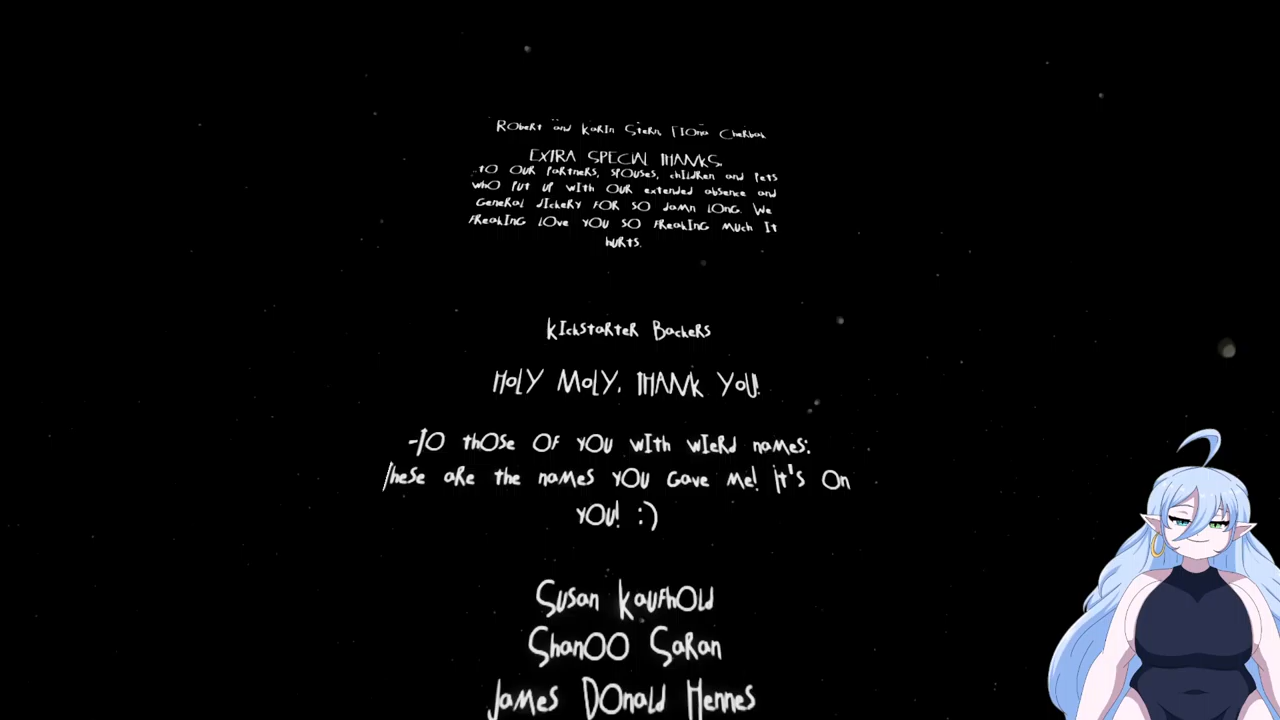 Robert and Karin Stern, Fiona Cherbak
EXTRA SPECIAL THANKS,
..to our partners, spouses, children and pets
who put up with our extended absence and
general dickery for so damn long. We
freaking love you so freaking much it
hurts.
Kickstarter Backers
HOLY MOLY, THANK YOU!
-To those of you with wierd names:
These are the names you gave me! It's on
you! :)
Susan Kaufhold
Shanoo Saran
James Donald Hennes